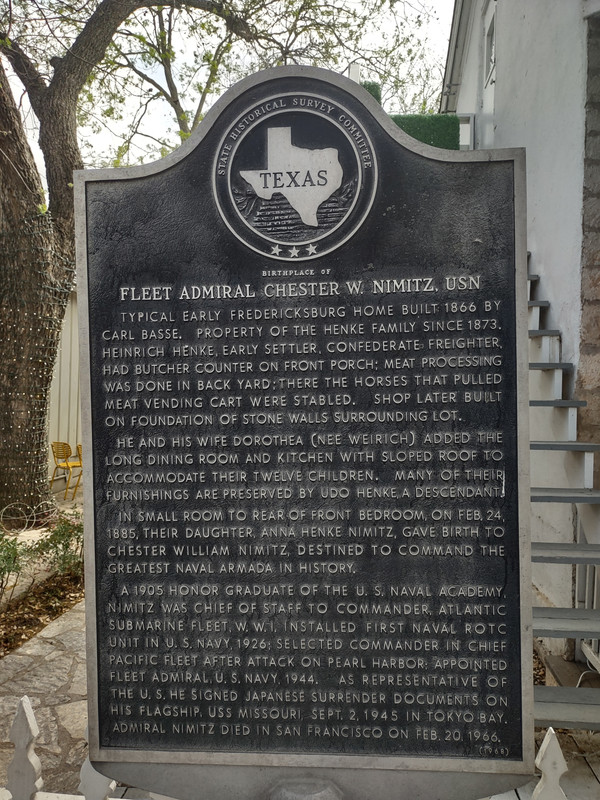 STATE HISTORICAL SURVEY COMMITTEE
TEXAS
BIRTHPLACE OF
FLEET ADMIRAL CHESTER W. NIMITZ, USN
TYPICAL EARLY FREDERICKSBURG HOME BUILT 1866 BY
CARL BASSE. PROPERTY OF THE HENKE FAMILY SINCE 1873.
HEINRICH HENKE, EARLY SETTLER, CONFEDERATE FREIGHTER,
HAD BUTCHER COUNTER ON FRONT PORCH; MEAT PROCESSING
WAS DONE IN BACK YARD; THERE THE HORSES THAT PULLED
MEAT VENDING CART WERE STABLED. SHOP LATER BUILT
ON FOUNDATION OF STONE WALLS SURROUNDING LOT.
HE AND HIS WIFE DOROTHEA (NEE WEIRICH) ADDED THE
LONG DINING ROOM AND KITCHEN WITH SLOPED ROOF TO
ACCOMMODATE THEIR TWELVE CHILDREN. MANY OF THEIR
FURNISHINGS ARE PRESERVED BY UDO HENKE, A DESCENDANT.
IN SMALL ROOM TO REAR OF FRONT BEDROOM, ON FEB. 24,
1885, THEIR DAUGHTER, ANNA HENKE NIMITZ, GAVE BIRTH TO
CHESTER WILLIAM NIMITZ, DESTINED TO COMMAND THE
GREATEST NAVAL ARMADA IN HISTORY.
A 1905 HONOR GRADUATE OF THE U. S. NAVAL ACADEMY,
NIMITZ WAS CHIEF OF STAFF TO COMMANDER, ATLANTIC
SUBMARINE FLEET, W. W. I, INSTALLED FIRST NAVAL ROTC
UNIT IN U. S. NAVY, 1926; SELECTED COMMANDER IN CHIEF
PACIFIC FLEET AFTER ATTACK ON PEARL HARBOR; APPOINTED
FLEET ADMIRAL, U. S. NAVY, 1944. AS REPRESENTATIVE OF
THE U. S. HE SIGNED JAPANESE SURRENDER DOCUMENTS ON
HIS FLAGSHIP, USS MISSOURI, SEPT. 2, 1945 IN TOKYO BAY.
ADMIRAL NIMITZ DIED IN SAN FRANCISCO ON FEB. 20, 1966.
(1968)